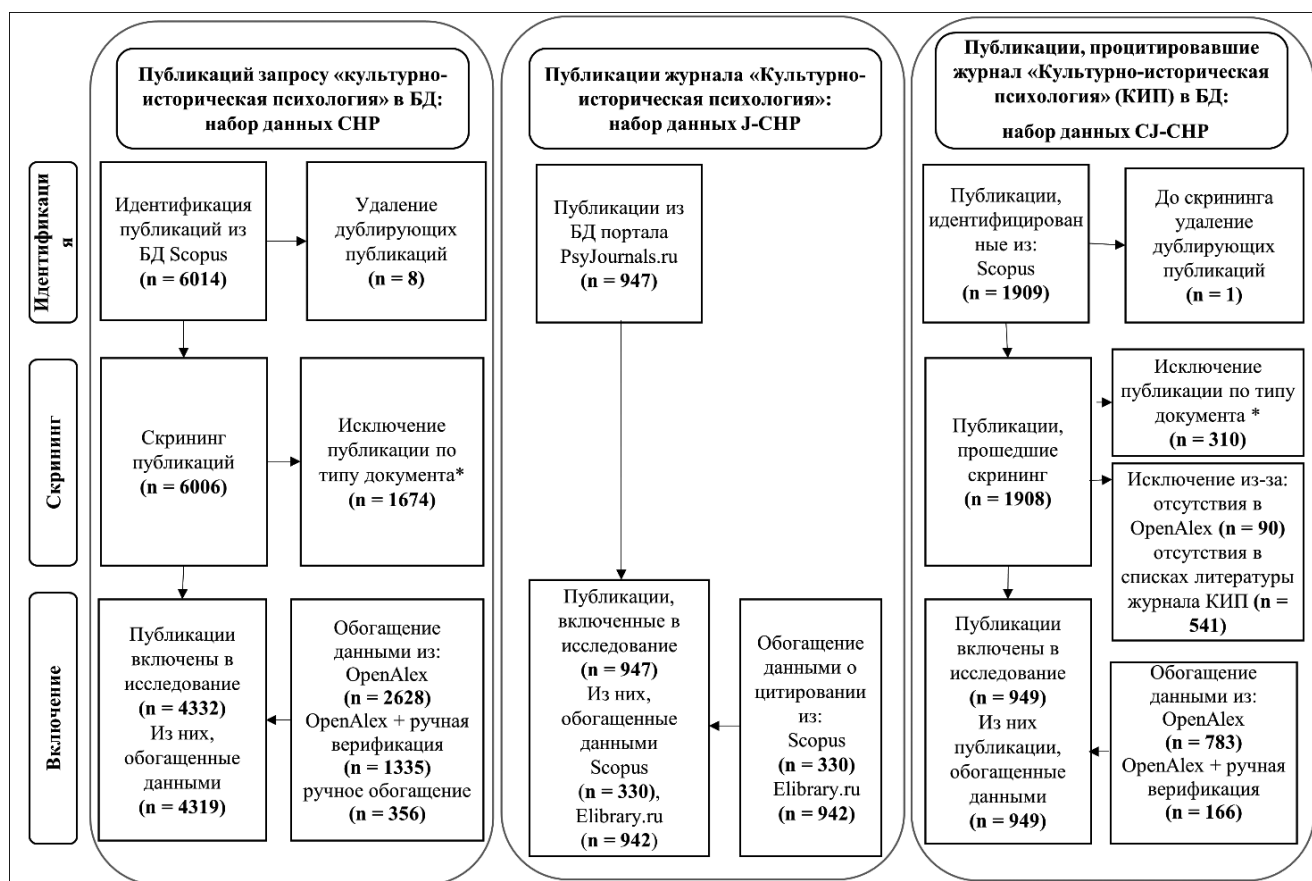 Публикаций запросу «культурно-
историческая психология» в БД:
набор данных CHP
Публикации журнала «Культурно-
историческая психология»:
набор данных J-CHP
Публикации, процитировавшие
журнал «Культурно-историческая
психология» (КИП) в БД:
набор данных CJ-CHP
Идентификаци
я
Идентификация
публикаций из
БД Scopus
(n = 6014)
Удаление
дублирующих
публикаций
(n = 8)
Публикации из
БД портала
PsyJournals.ru
(n = 947)
Публикации,
идентифицирован
ные из:
Scopus
(n = 1909)
До скрининга
удаление
дублирующих
публикаций
(n = 1)
Скрининг
Скрининг
публикаций
(n = 6006)
Исключение
публикации по
типу документа*
(n = 1674)
Публикации,
прошедшие
скрининг
(n = 1908)
Исключение
публикации по типу
документа *
(n = 310)
Исключение из-за:
отсутствия в
OpenAlex (n = 90)
отсутствия в
списках литературы
журнала КИП (n =
541)
Включение
Публикации
включены в
исследование
(n = 4332)
Из них,
обогащенные
данными
(n = 4319)
Обогащение
данными из:
OpenAlex
(n = 2628)
OpenAlex + ручная
верификация
(n = 1335)
ручное обогащение
(n = 356)
Публикации,
включенные в
исследование
(n = 947)
Из них,
обогащенные
данными
Scopus
(n = 330),
Elibrary.ru
(n = 942)
Обогащение
данными о
цитировании
из:
Scopus
(n = 330)
Elibrary.ru
(n = 942)
Публикации
включены в
исследование
(n = 949)
Из них
публикации,
обогащенные
данными
(n = 949)
Обогащение
данными из:
OpenAlex
(n = 783)
OpenAlex + ручная
верификация
(n = 166)